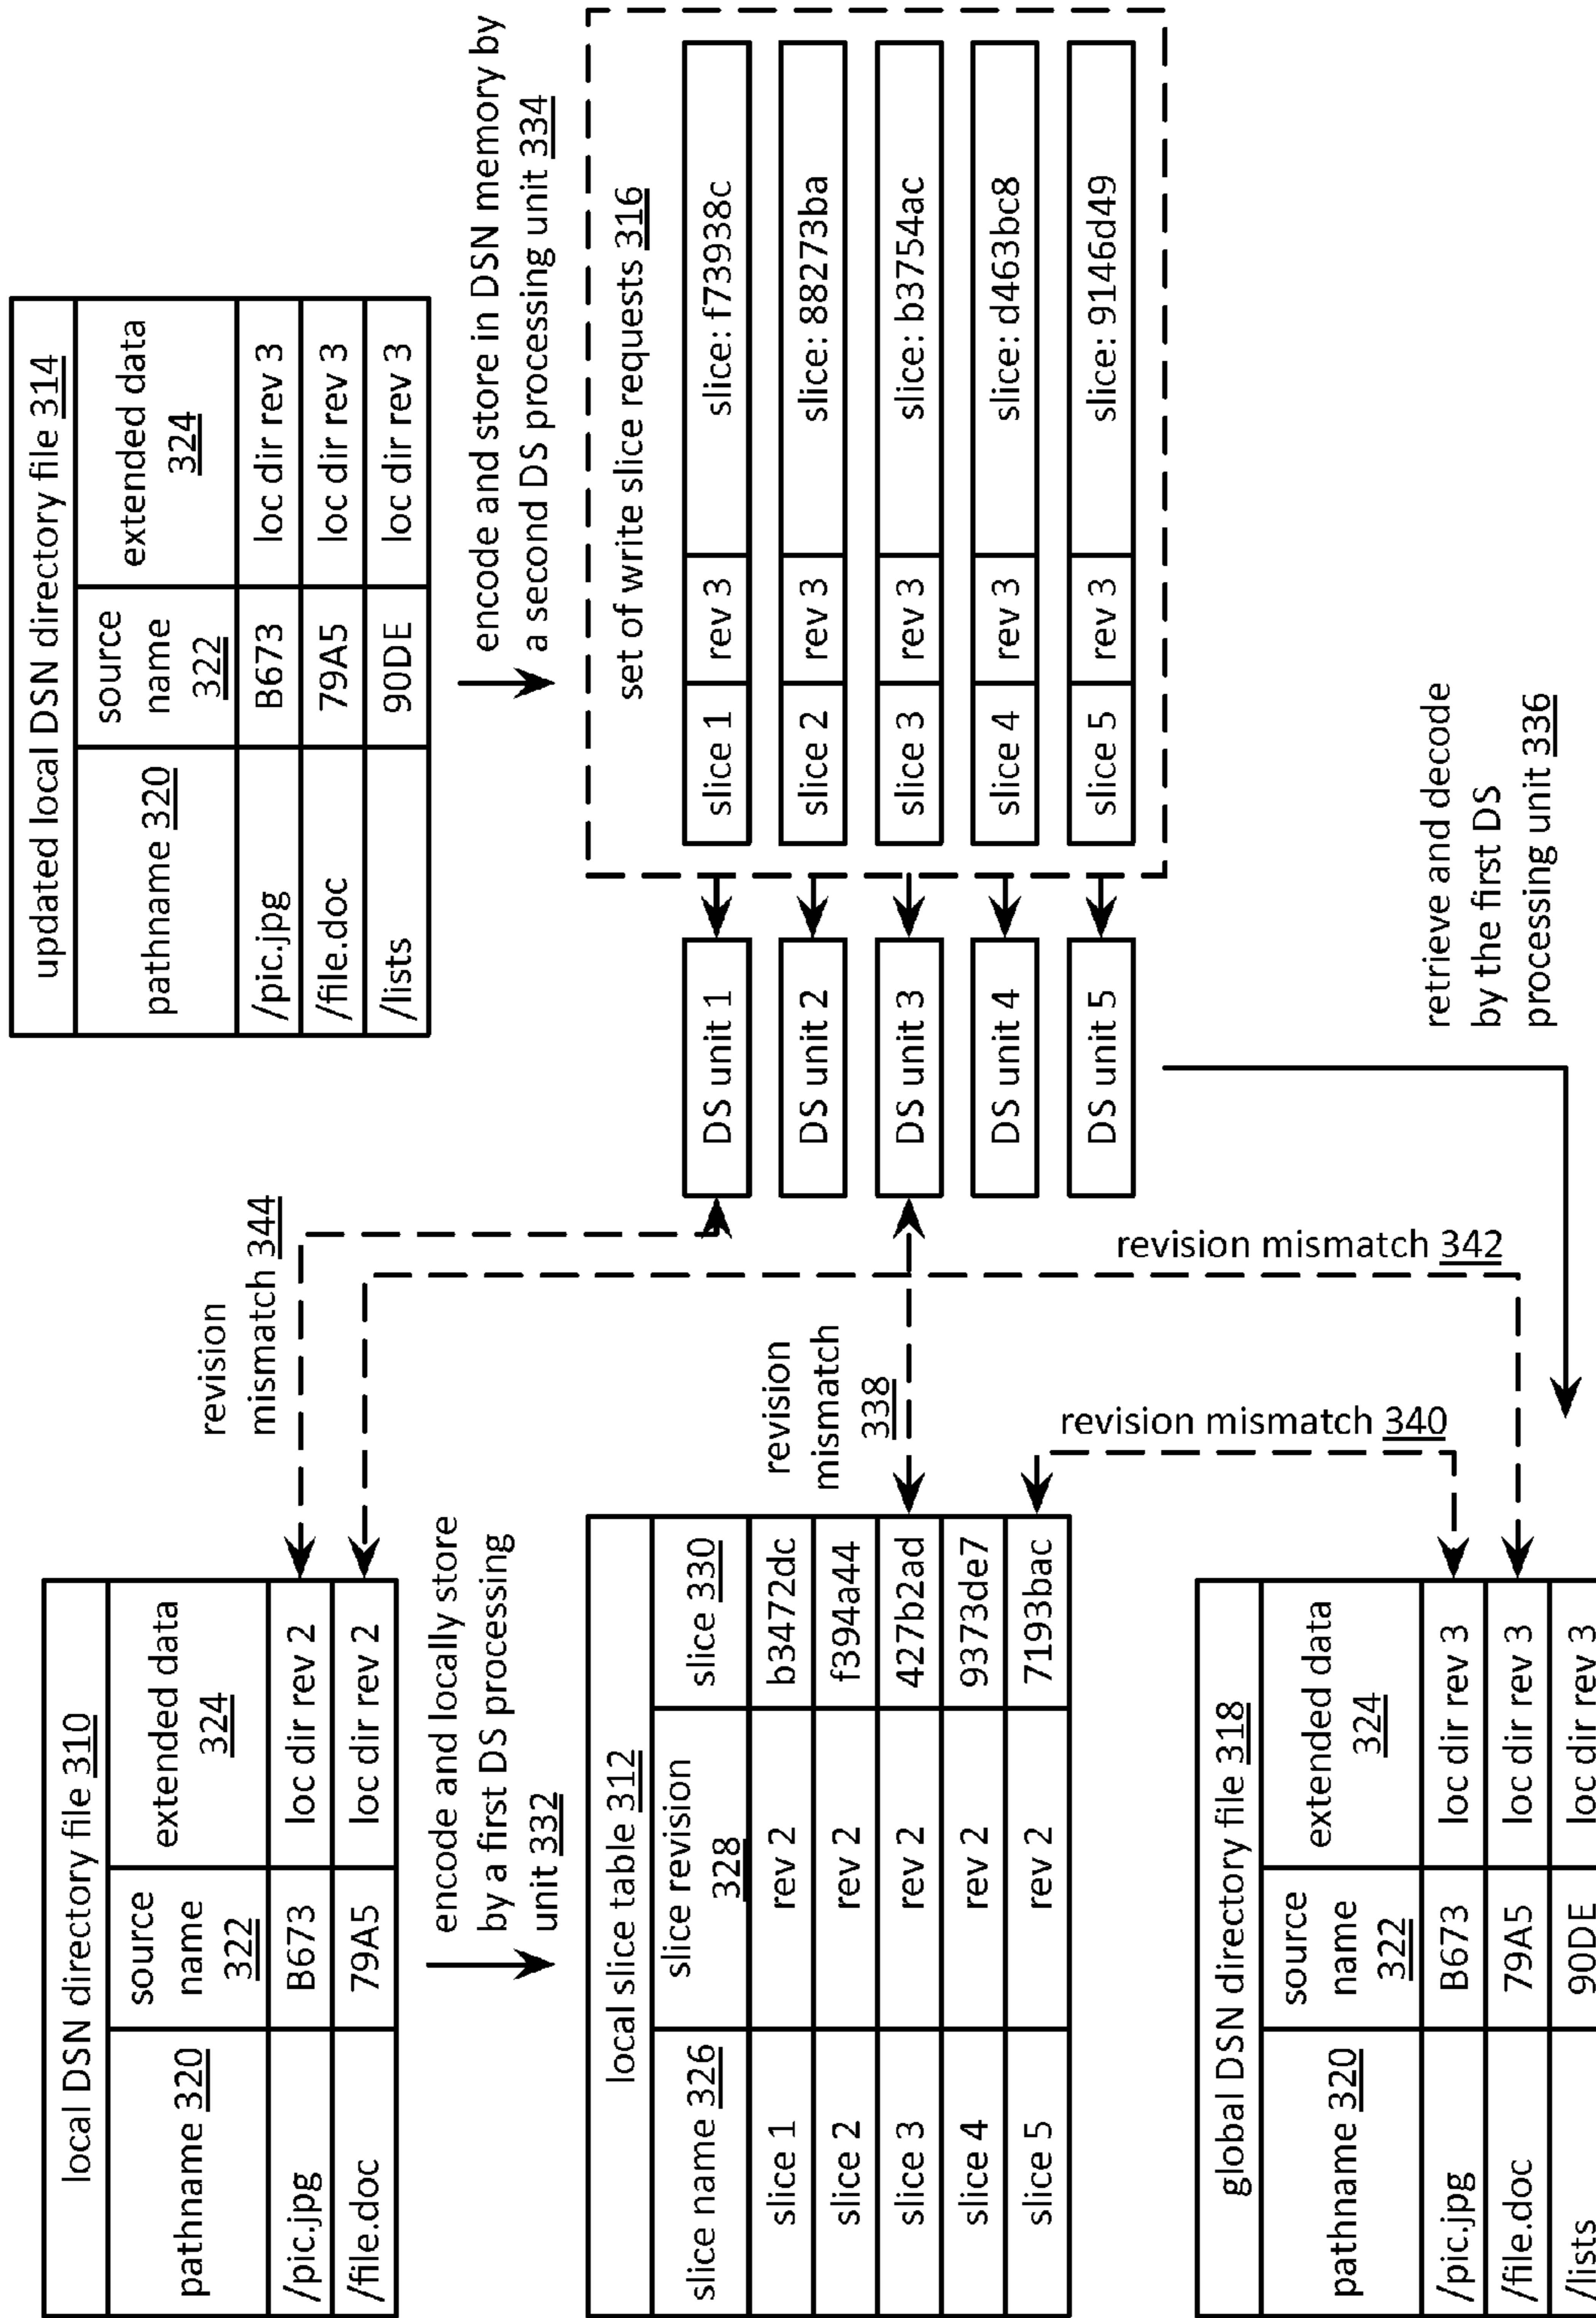 local DSN directory file 310
pathname 320
source
name
322
extended data
324
/pic.jpg
B673
loc dir rev 2
/file.doc
79A5
loc dir rev 2
revision
mismatch 344
updated local DSN directory file 314
pathname 320
source
name
322
extended data
324
/pic.jpg
B673
loc dir rev 3
/file.doc
79A5
loc dir rev 3
/lists
90DE
loc dir rev 3
encode and locally store
by a first DS processing
unit 332
encode and store in DSN memory by
a second DS processing unit 334
local slice table 312
slice name 326
slice revision
328
slice 330
slice 1
rev 2
b3472dc
slice 2
rev 2
f394a44
slice 3
rev 2
427b2ad
slice 4
rev 2
9373de7
slice 5
rev 2
7193bac
revision
mismatch
338
DS unit 1
DS unit 2
DS unit 3
DS unit 4
DS unit 5
set of write slice requests 316
slice 1
rev 3
slice: f73938c
slice 2
rev 3
slice: 88273ba
slice 3
rev 3
slice: b3754ac
slice 4
rev 3
slice: d463bc8
slice 5
rev 3
slice: 9146d49
revision mismatch 342
revision mismatch 340
global DSN directory file 318
pathname 320
source
name
322
extended data
324
/pic.jpg
B673
loc dir rev 3
/file.doc
79A5
loc dir rev 3
/lists
90DE
loc dir rev 3
retrieve and decode
by the first DS
processing unit 336